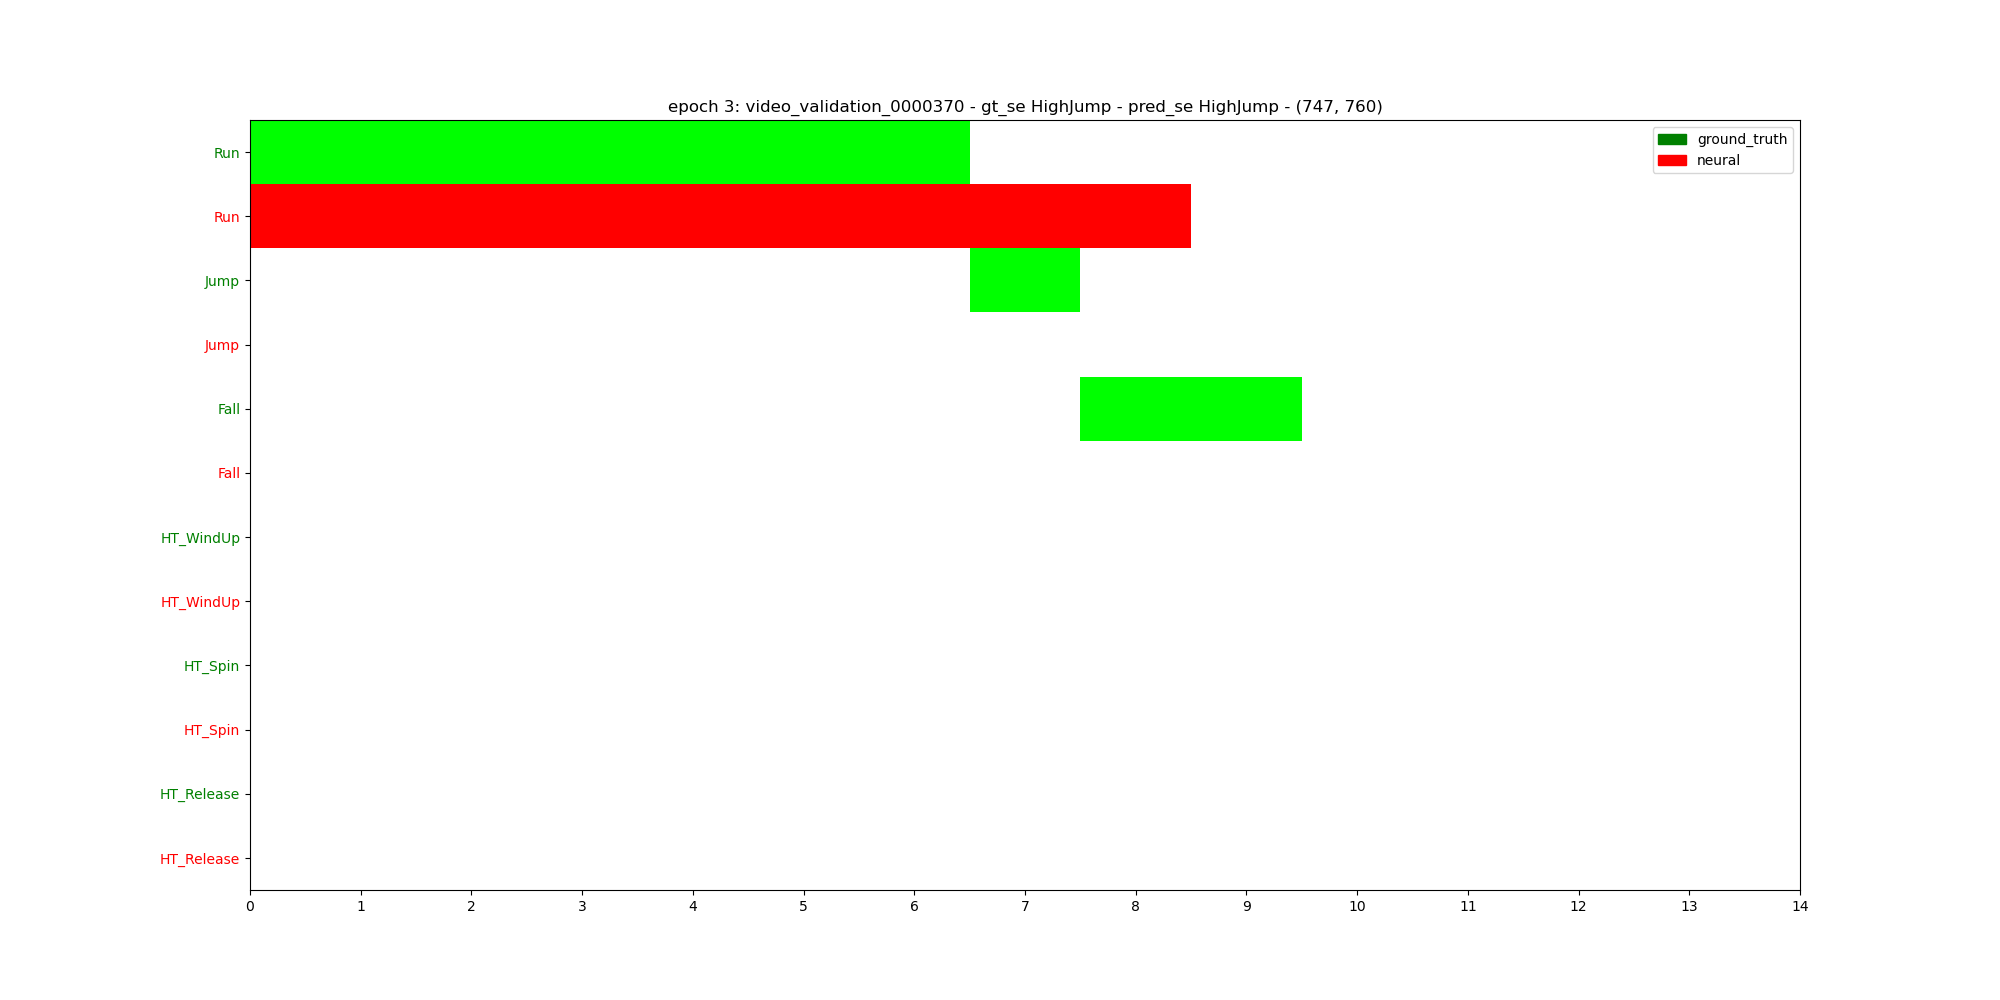 epoch 3: video_validation_0000370 - gt_se HighJump - pred_se HighJump - (747, 760)
ground_truth
neural
Run
Run
Jump
Jump
Fall
Fall
HT_WindUp
HT_WindUp
HT_Spin
HT_Spin
HT_Release
HT_Release
0 1 2 3 4 5 6 7 8 9 10 11 12 13 14